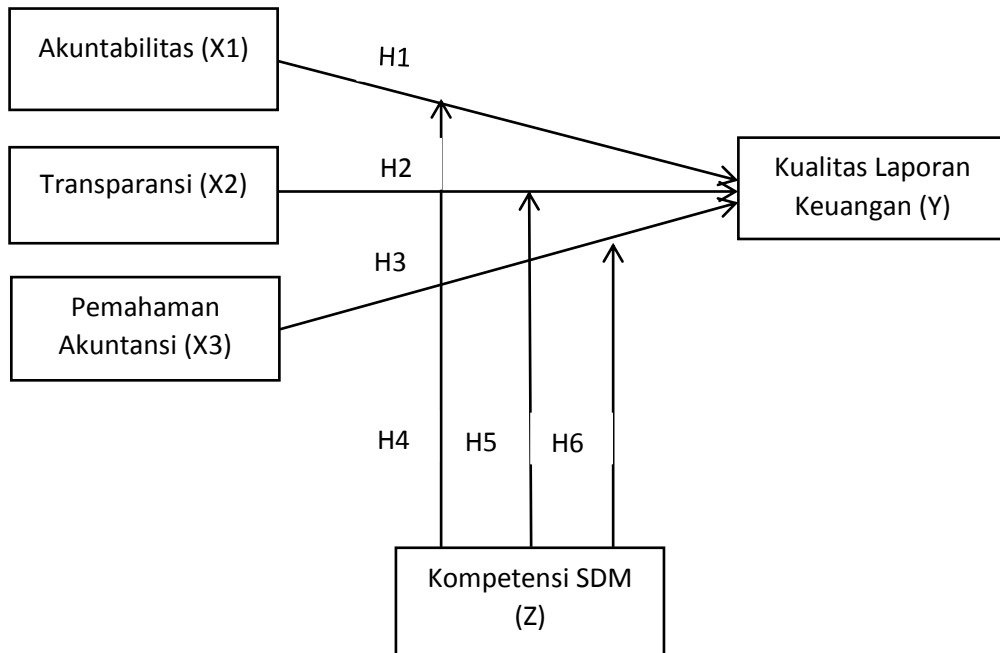 Akuntabilitas (X1)
H1
Transparansi (X2)
H2
Kualitas Laporan
Keuangan (Y)
H3
Pemahaman
Akuntansi (X3)
H4
H5
H6
Kompetensi SDM
(Z)